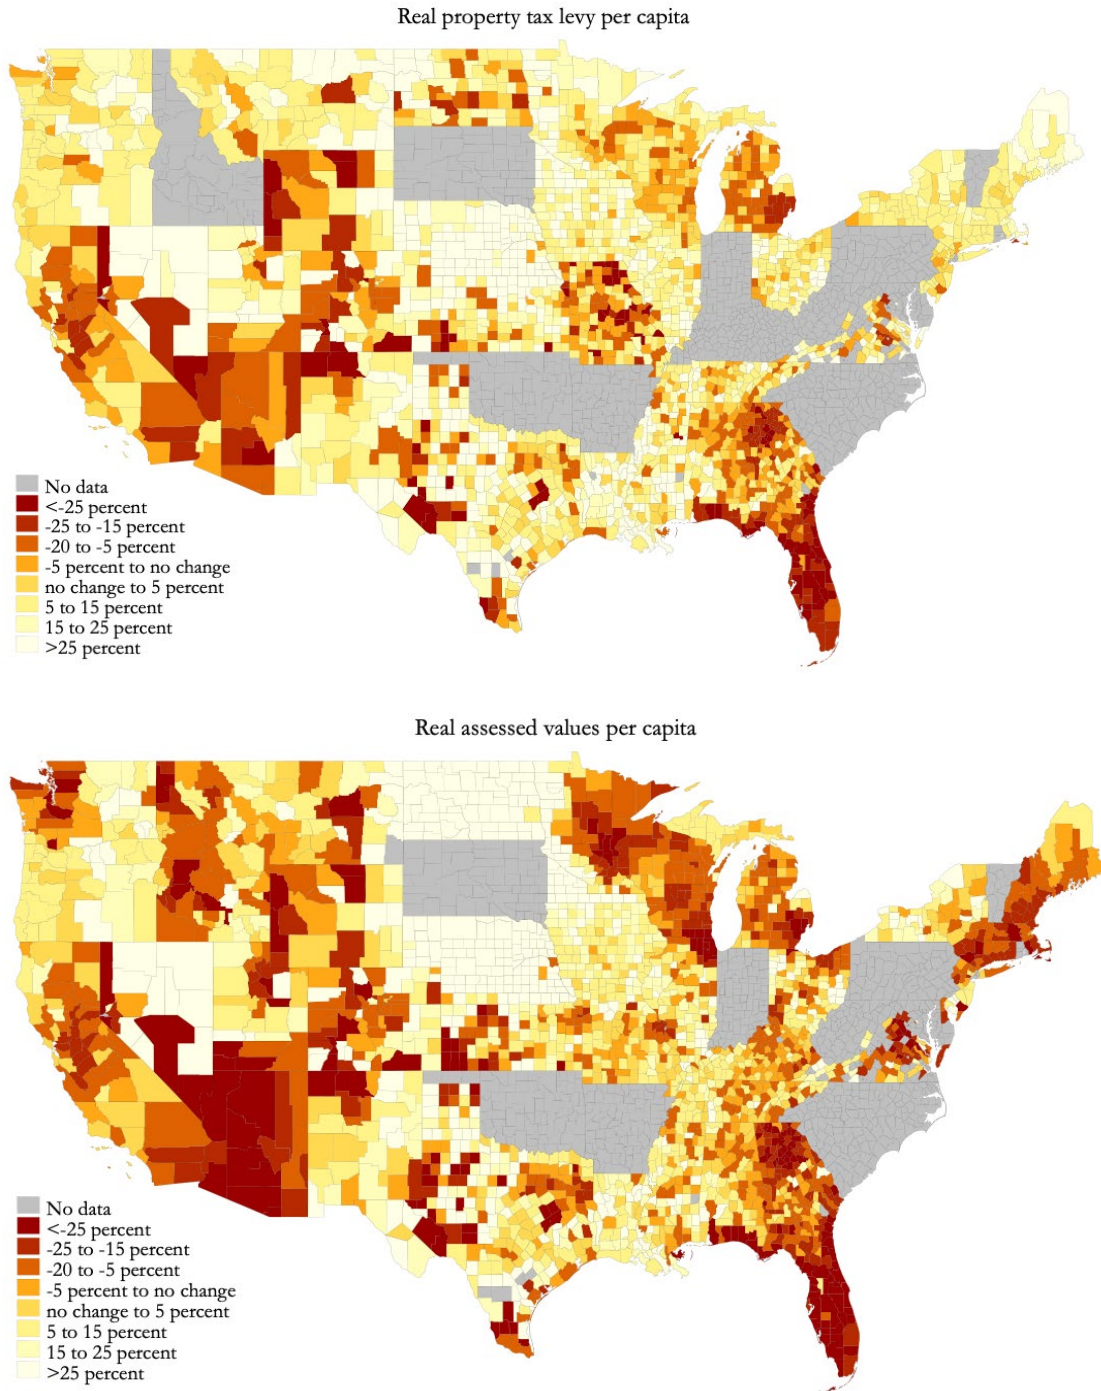 Real property tax levy per capita
No data
<-25 percent
-25 to -15 percent
-20 to -5 percent
-5 percent to no change
no change to 5 percent
5 to 15 percent
15 to 25 percent
>25 percent
Real assessed values per capita
No data
<-25 percent
-25 to -15 percent
-20 to -5 percent
-5 percent to no change
no change to 5 percent
5 to 15 percent
15 to 25 percent
>25 percent